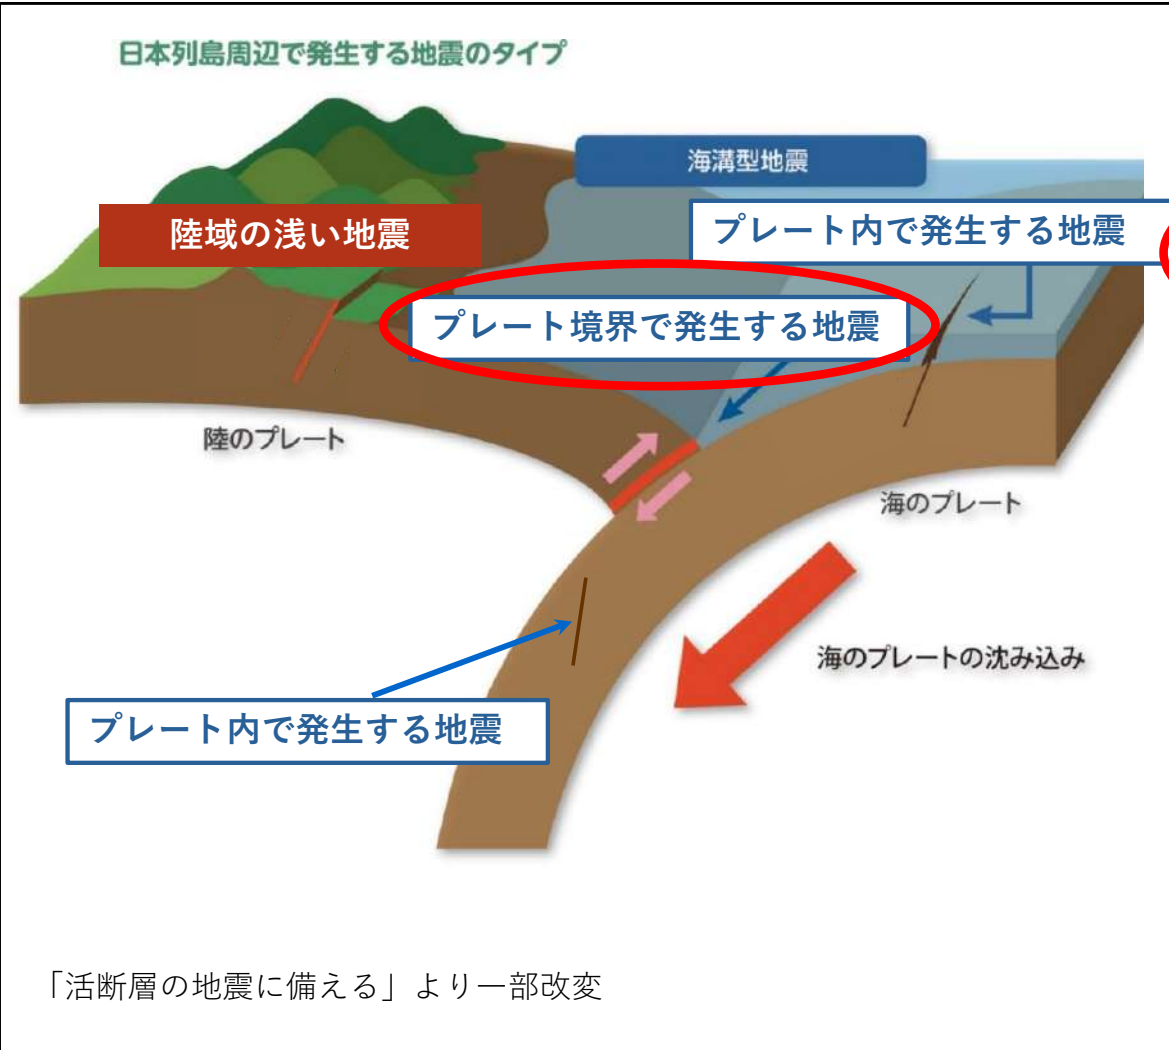 日本列島周辺で発生する地震のタイプ
海溝型地震
陸域の浅い地震
プレート内で発生する地震
プレート境界で発生する地震
陸のプレート
海のプレート
海のプレートの沈み込み
プレート内で発生する地震
「活断層の地震に備える」より一部改変